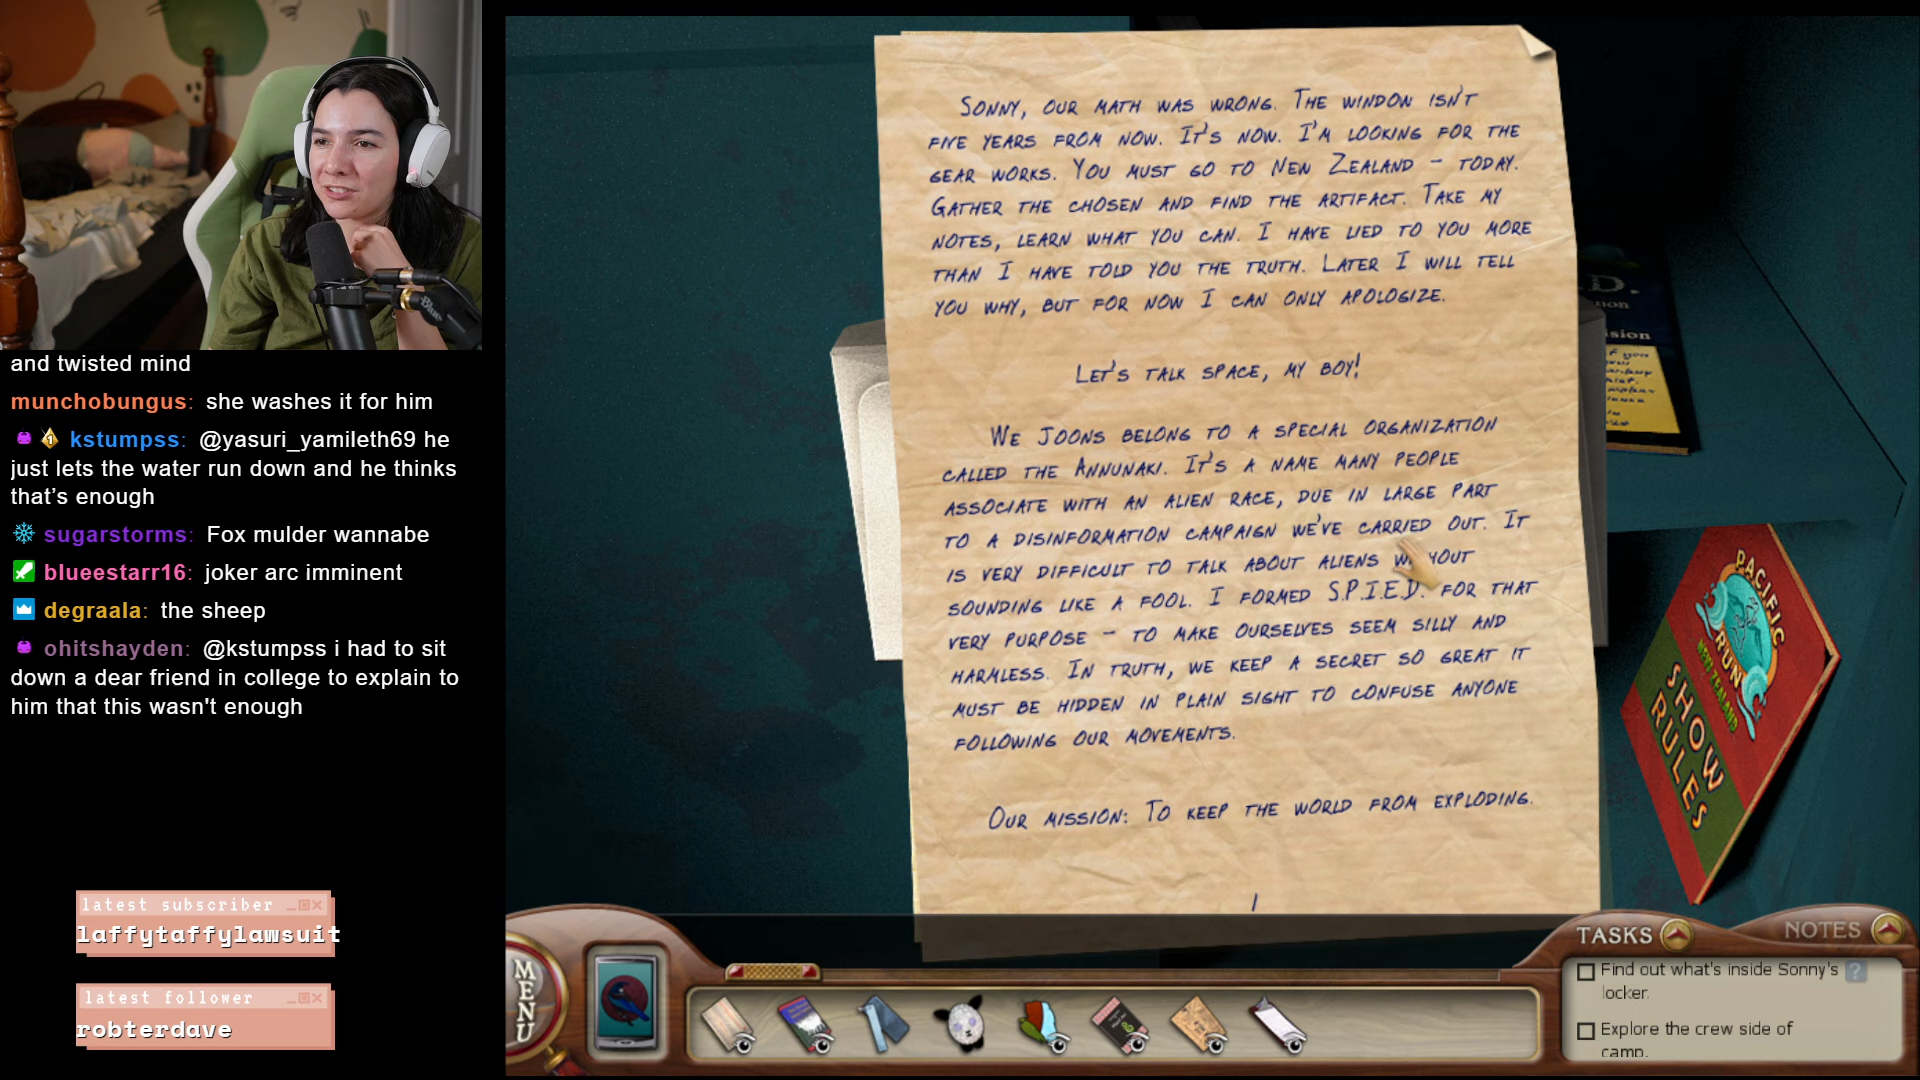 and twisted mind
munchobungus: she washes it for him
kstumpss: @yasuri_yamileth69 he
just lets the water run down and he thinks
that's enough
sugarstorms: Fox mulder wannabe
blueestarr16: joker arc imminent
degraala: the sheep
ohitshayden: @kstumpss i had to sit
down a dear friend in college to explain to
him that this wasn't enough
latest subscriber
laffytaffylawsuit
latest follower
robterdave
Sonny, our math was wrong. The window isn't
five years from now. It's now. I'm looking for the
gear works. You must go to New Zealand – today.
Gather the chosen and find the artifact. Take my
notes, learn what you can. I have lied to you more
than I have told you the truth. Later I will tell
you why, but for now I can only apologize.
Let's talk space, my boy!
We Joons belong to a special organization
called the Annunaki. It's a name many people
associate with an alien race, due in large part
to a disinformation campaign we've carried out. It
is very difficult to talk about aliens without
sounding like a fool. I formed S.P.I.E.D. for that
very purpose – to make ourselves seem silly and
harmless. In truth, we keep a secret so great it
must be hidden in plain sight to confuse anyone
following our movements.
Our mission: To keep the world from exploding.
1
PACIFIC
RUN
NEW ZEALAND
SHOW
RULES
MENU
TASKS
NOTES
Find out what's inside Sonny's ?
locker.
Explore the crew side of
camp.